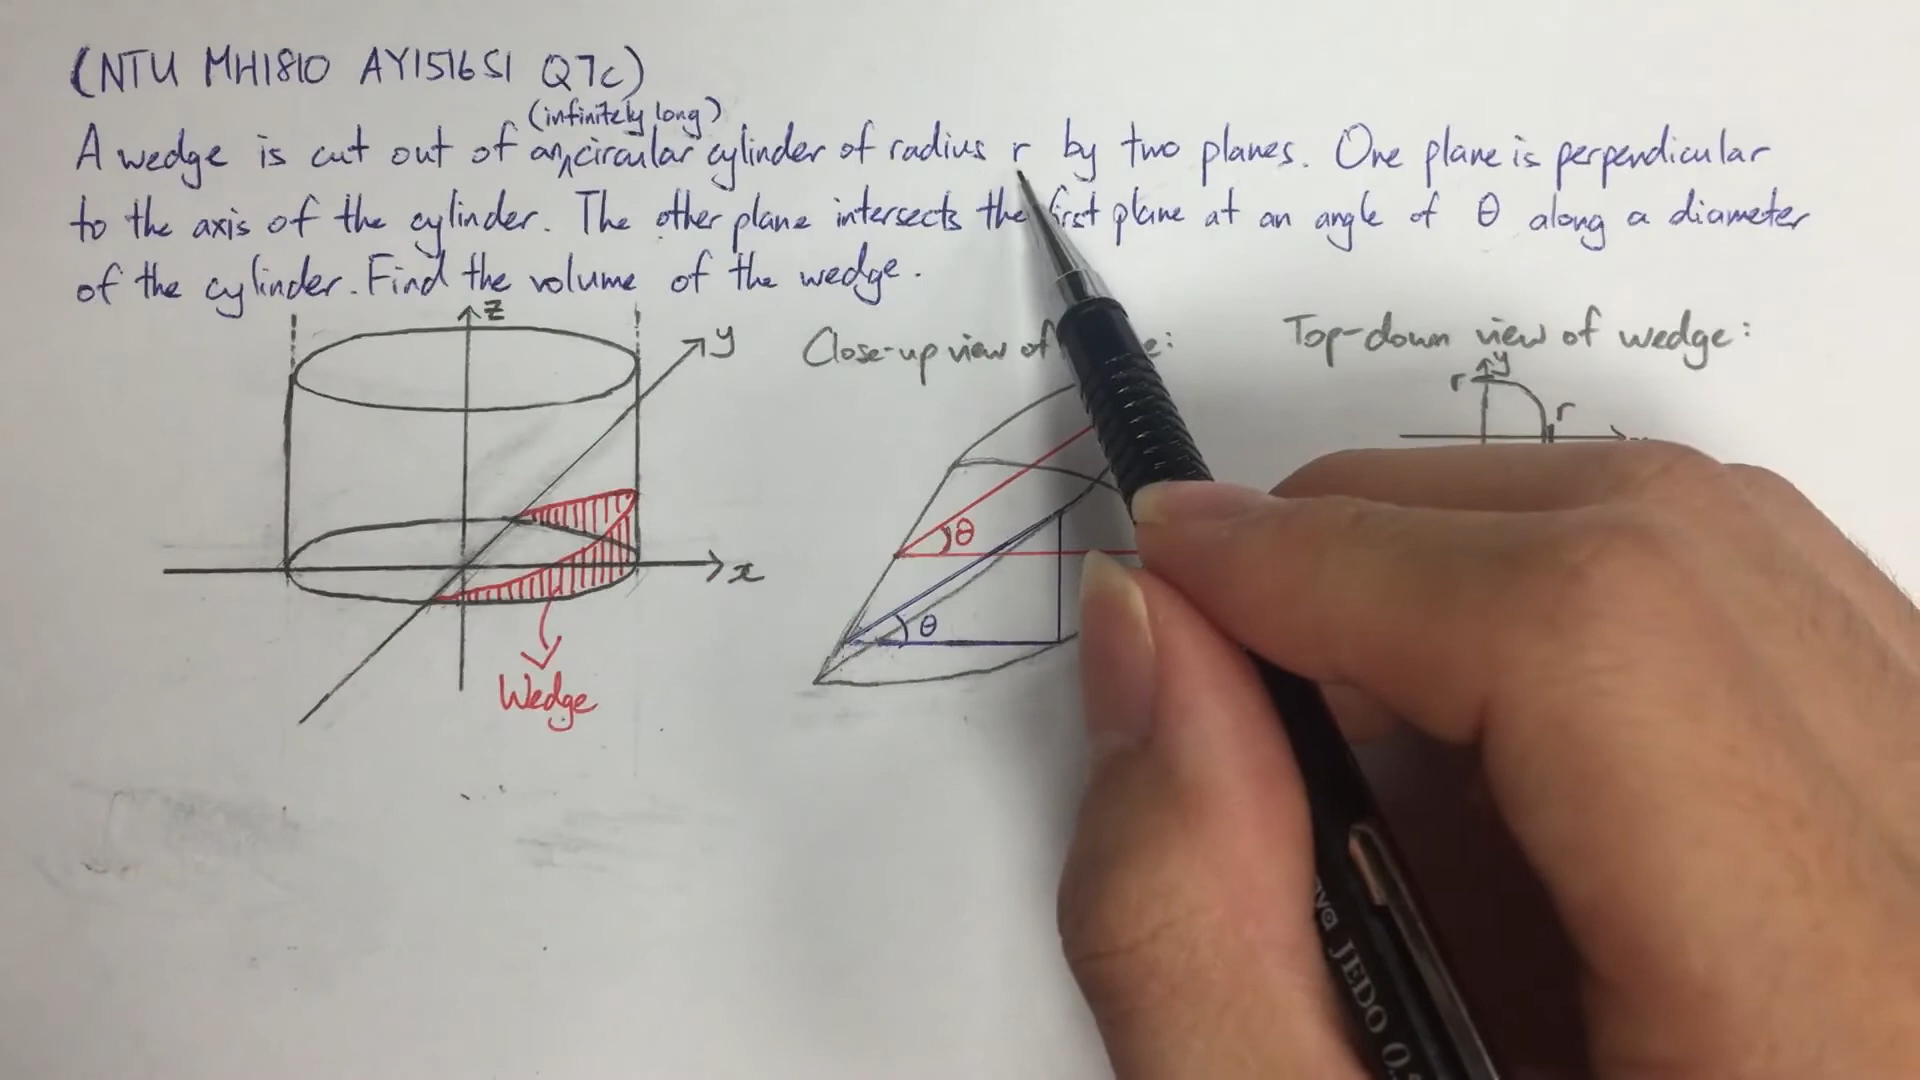 (NTU MH1810 AY1516S1 Q7c)
(infinitely long)
A wedge is cut out of an circular cylinder of radius r by two planes. One plane is perpendicular
to the axis of the cylinder. The other plane intersects the first plane at an angle of θ along a diameter
of the cylinder. Find the volume of the wedge.
z
y
x
Wedge
Close-up view of
e:
θ
θ
Top-down view of wedge:
y
r
r
JEDO 0.